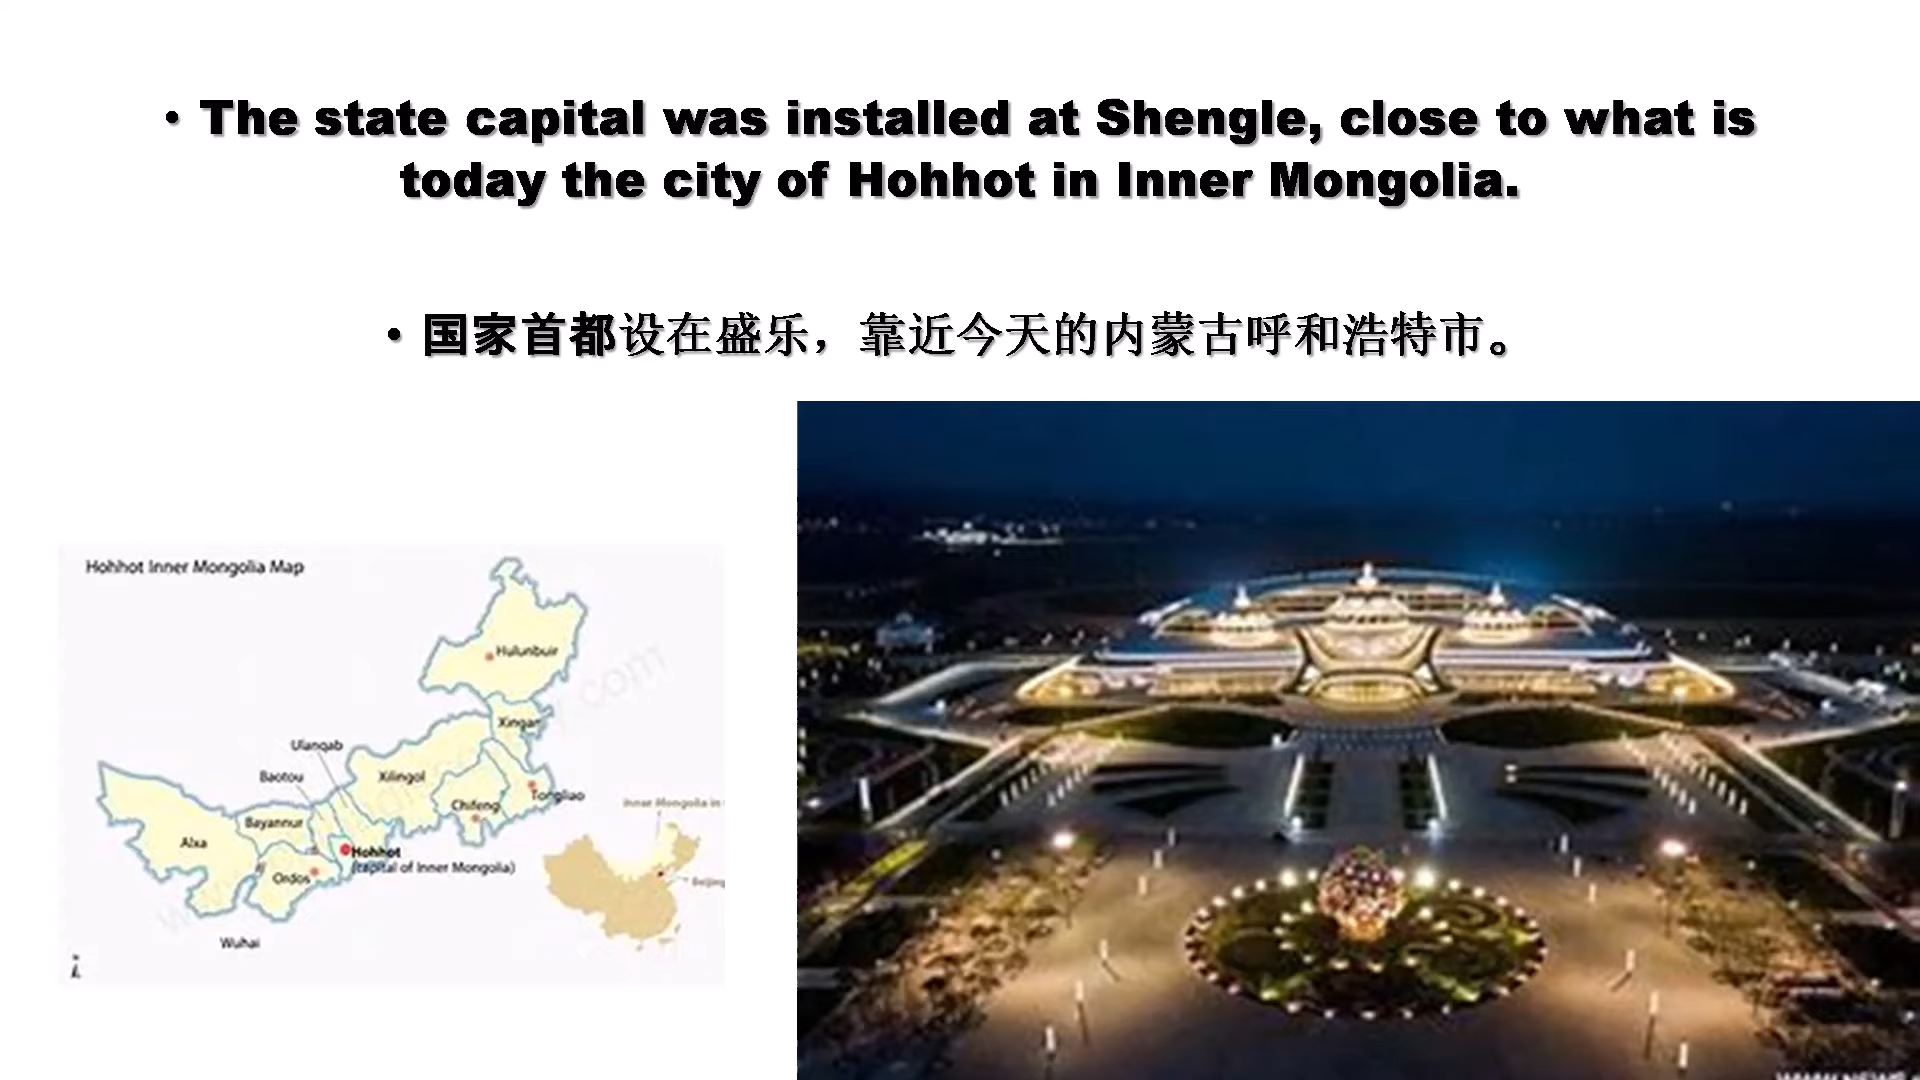 • The state capital was installed at Shengle, close to what is
today the city of Hohhot in Inner Mongolia.
• 国家首都设在盛乐，靠近今天的内蒙古呼和浩特市。
Hohhot Inner Mongolia Map
Hulunbuir
Xingan
Ulanqab
Baotou
Xilingol
Chifeng
Tongliao
Inner Mongolia in
Bayannur
Alxa
Hohhot
(capital of Inner Mongolia)
Ordos
Beijing
Wuhai